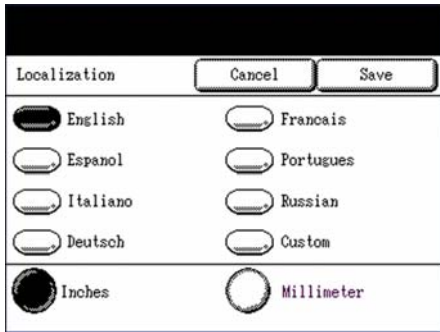 Localization Cancel Save
English Francais
Espanol Portugues
Italiano Russian
Deutsch Custom
Inches Millimeter